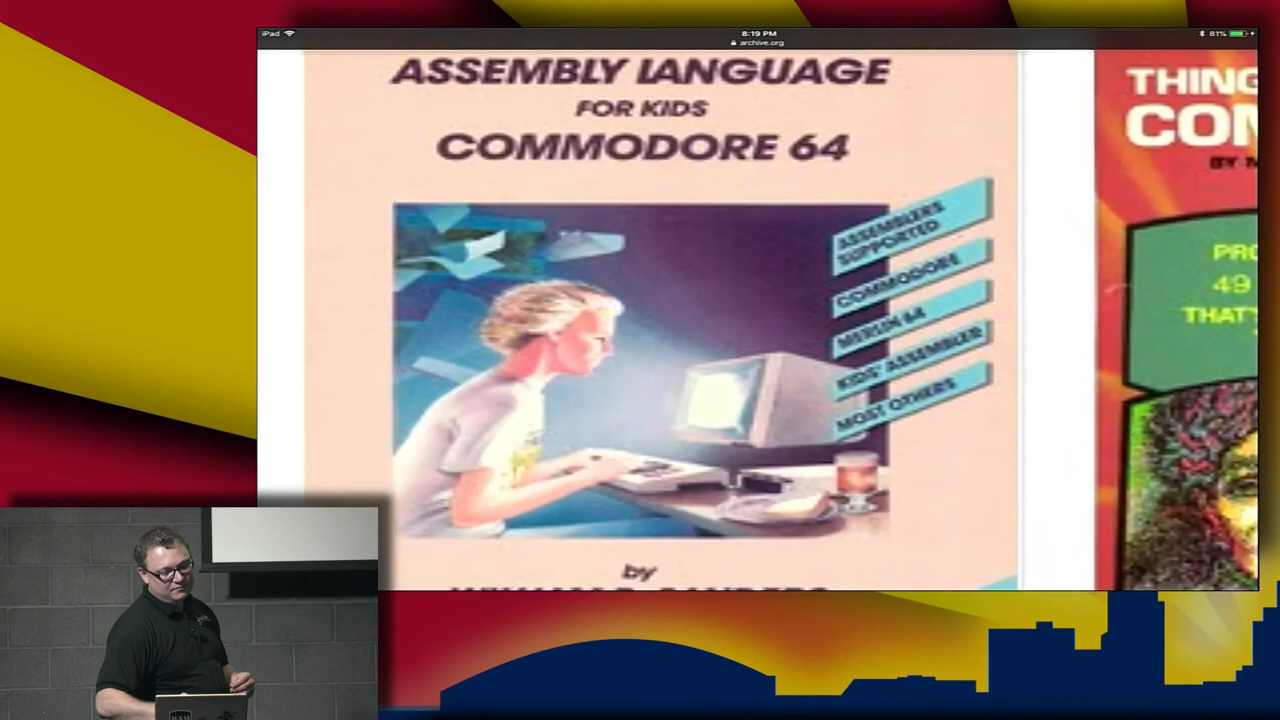 iPad
8:19 PM
81%
archive.org
ASSEMBLY LANGUAGE
FOR KIDS
COMMODORE 64
ASSEMBLERS
SUPPORTED
COMMODORE
MERLIN 64
KIDS' ASSEMBLER
MOST OTHERS
by
THING
COM
BY
PRO
49
THAT'